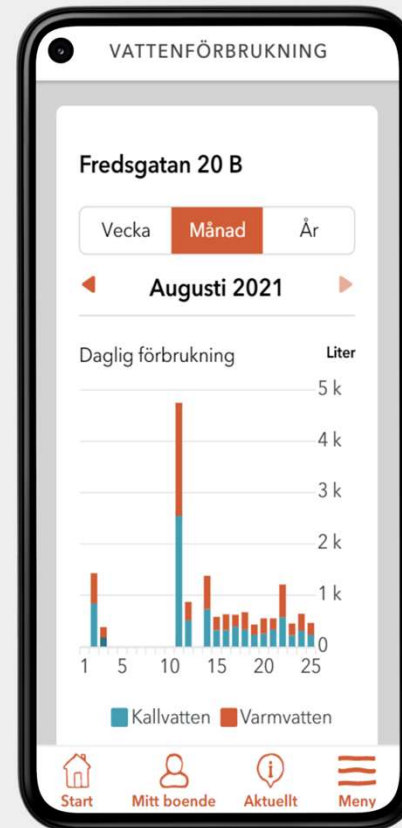 VATTENFÖRBRUKNING
Fredsgatan 20 B
Vecka Månad År
Augusti 2021
Daglig förbrukning Liter
5 k
4 k
3 k
2 k
1 k
0
1 5 10 15 20 25
Kallvatten Varmvatten
Start Mitt boende Aktuellt Meny